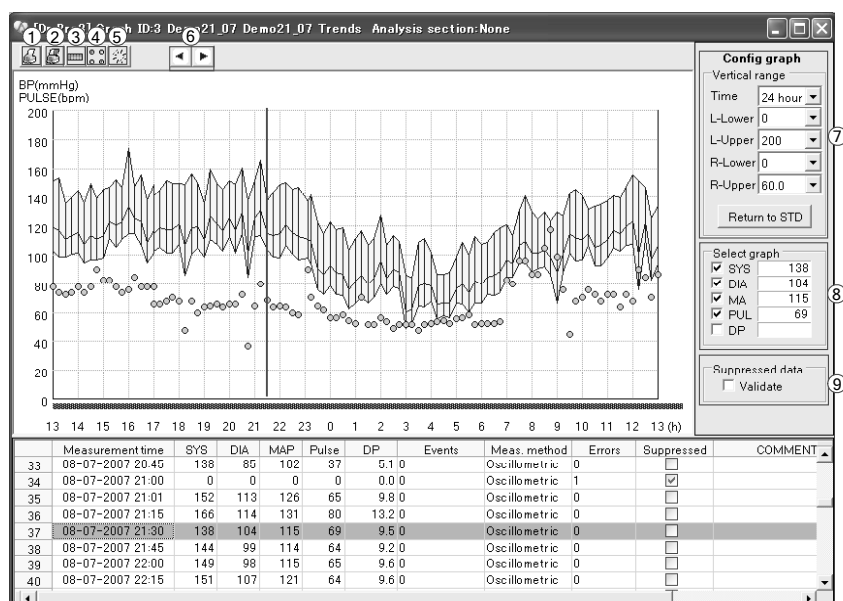 Graph ID:3 Demo21_07 Demo21_07 Trends Analysis section:None
① ② ③ ④ ⑤ ⑥
BP(mmHg)
PULSE(bpm)
200
180
160
140
120
100
80
60
40
20
0
13 14 15 16 17 18 19 20 21 22 23 0 1 2 3 4 5 6 7 8 9 10 11 12 13 (h)
Config graph
Vertical range
Time 24 hour
L-Lower 0
L-Upper 200
R-Lower 0
R-Upper 60.0
Return to STD
⑦
Select graph
SYS 138
DIA 104
MA 115
PUL 69
DP
⑧
Suppressed data
Validate
⑨
Measurement time SYS DIA MAP Pulse DP Events Meas. method Errors Suppressed COMMENT
33 08-07-2007 20:45 138 85 102 37 5.1 0 Oscillometric 0
34 08-07-2007 21:00 0 0 0 0 0.0 0 Oscillometric 1
35 08-07-2007 21:01 152 113 126 65 9.8 0 Oscillometric 0
36 08-07-2007 21:15 166 114 131 80 13.2 0 Oscillometric 0
37 08-07-2007 21:30 138 104 115 69 9.5 0 Oscillometric 0
38 08-07-2007 21:45 144 99 114 64 9.2 0 Oscillometric 0
39 08-07-2007 22:00 149 98 115 65 9.6 0 Oscillometric 0
40 08-07-2007 22:15 151 107 121 64 9.6 0 Oscillometric 0